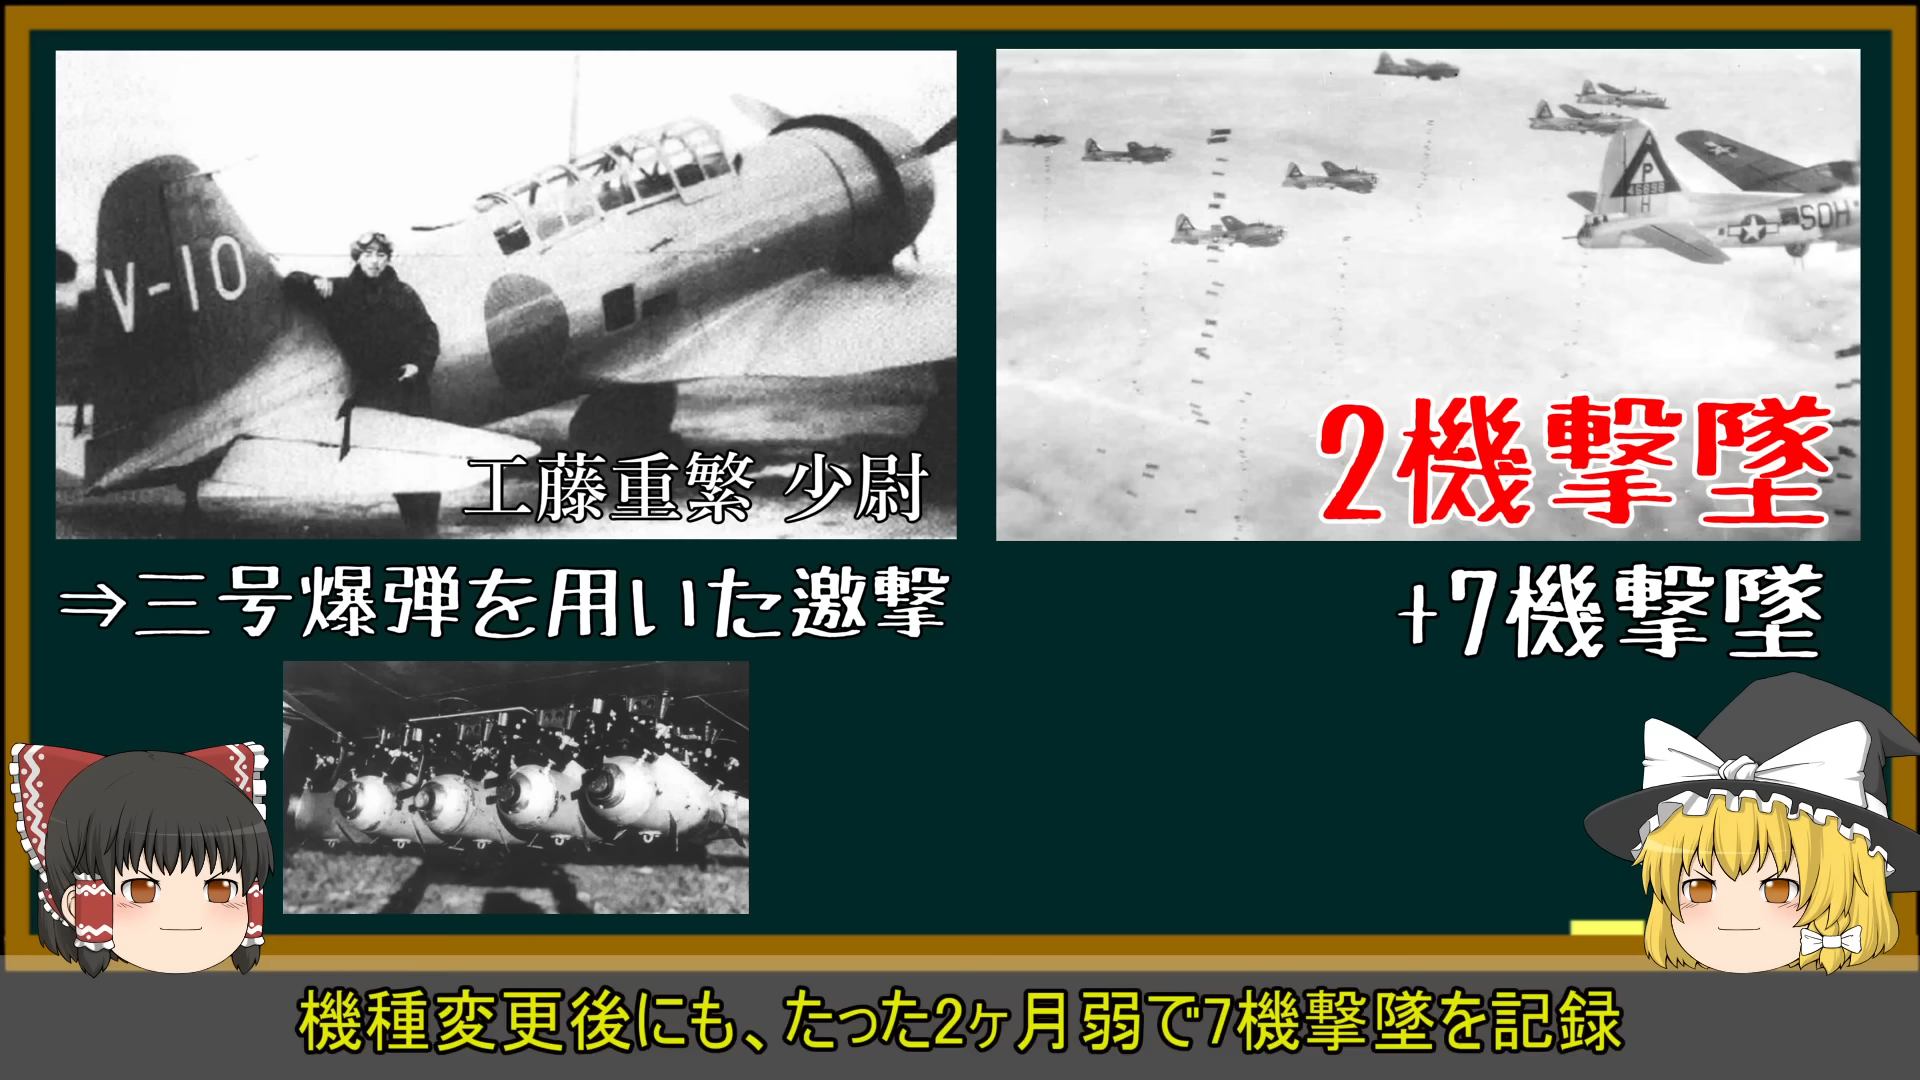 V-10
工藤重繁 少尉
P
H
SOH
2機撃墜
⇒三号爆弾を用いた邀撃
+7機撃墜
機種変更後にも、たった2ヶ月弱で7機撃墜を記録